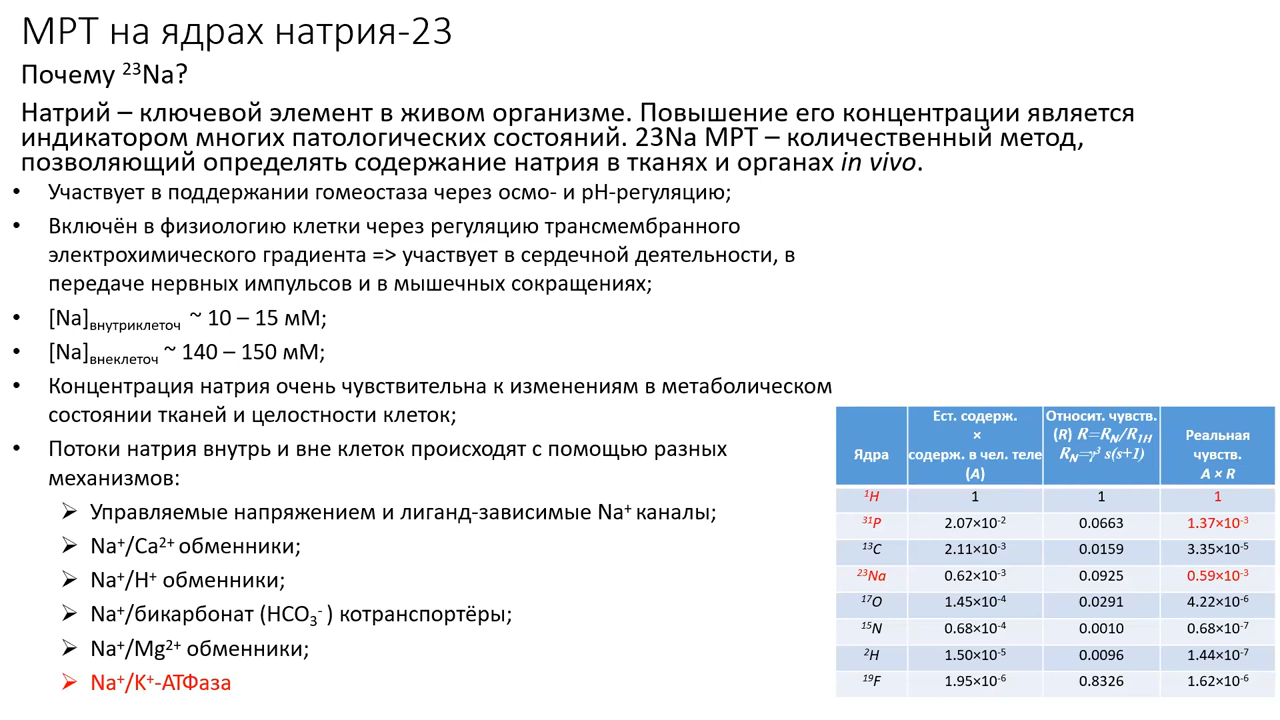 МРТ на ядрах натрия-23
Почему ²³Na?
Натрий – ключевой элемент в живом организме. Повышение его концентрации является
индикатором многих патологических состояний. 23Na МРТ – количественный метод,
позволяющий определять содержание натрия в тканях и органах in vivo.
• Участвует в поддержании гомеостаза через осмо- и pH-регуляцию;
• Включён в физиологию клетки через регуляцию трансмембранного
электрохимического градиента => участвует в сердечной деятельности, в
передаче нервных импульсов и в мышечных сокращениях;
• [Na]внутриклеточ ~ 10 – 15 мМ;
• [Na]внеклеточ ~ 140 – 150 мМ;
• Концентрация натрия очень чувствительна к изменениям в метаболическом
состоянии тканей и целостности клеток;
• Потоки натрия внутрь и вне клеток происходят с помощью разных
механизмов:
➢ Управляемые напряжением и лиганд-зависимые Na⁺ каналы;
➢ Na⁺/Ca²⁺ обменники;
➢ Na⁺/H⁺ обменники;
➢ Na⁺/бикарбонат (HCO₃⁻ ) котранспортёры;
➢ Na⁺/Mg²⁺ обменники;
➢ Na⁺/K⁺-АТФаза
Ядра | Ест. содерж. × содерж. в чел. теле (A) | Относит. чувств. (R) R=R_N/R_1H R_N=γ³ s(s+1) | Реальная чувств. A × R
¹H | 1 | 1 | 1
³¹P | 2.07×10⁻² | 0.0663 | 1.37×10⁻³
¹³C | 2.11×10⁻³ | 0.0159 | 3.35×10⁻⁵
²³Na | 0.62×10⁻³ | 0.0925 | 0.59×10⁻³
¹⁷O | 1.45×10⁻⁴ | 0.0291 | 4.22×10⁻⁶
¹⁵N | 0.68×10⁻⁴ | 0.0010 | 0.68×10⁻⁷
²H | 1.50×10⁻⁵ | 0.0096 | 1.44×10⁻⁷
¹⁹F | 1.95×10⁻⁶ | 0.8326 | 1.62×10⁻⁶